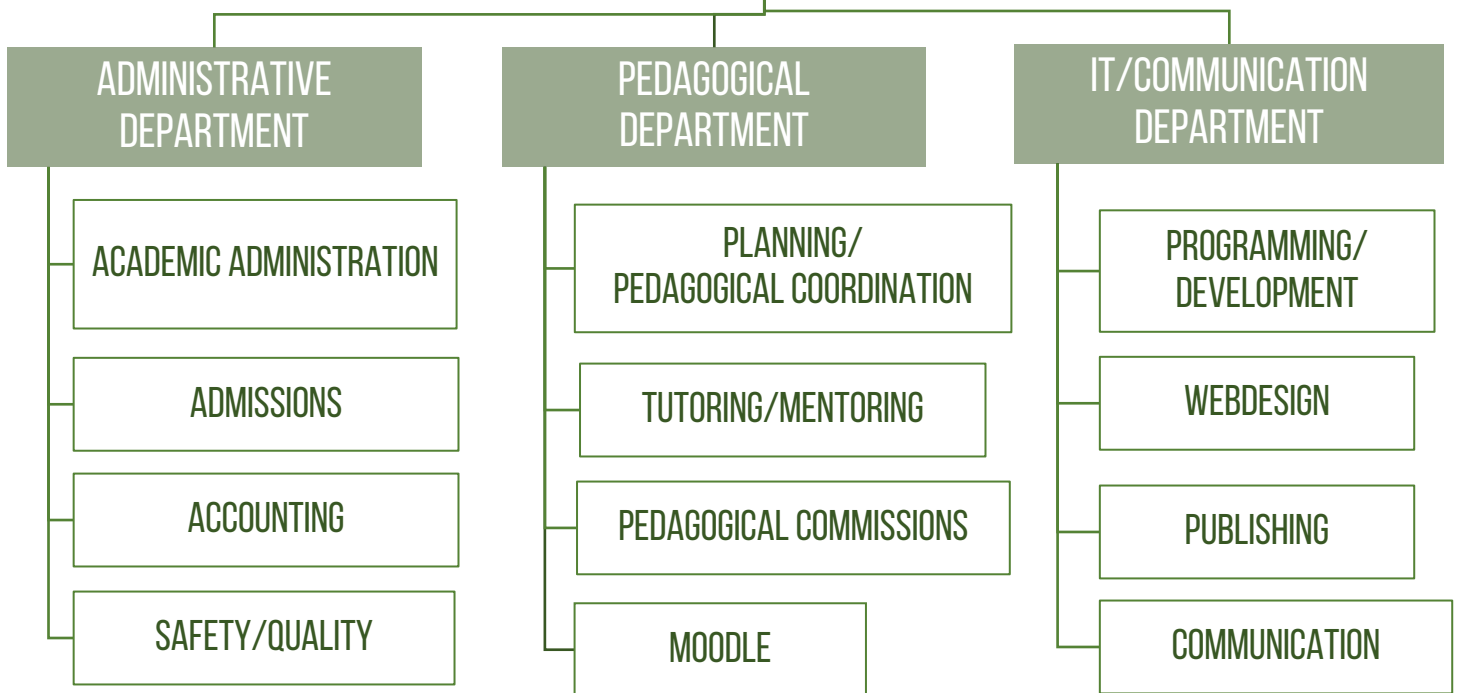 ADMINISTRATIVE
DEPARTMENT
ACADEMIC ADMINISTRATION
ADMISSIONS
ACCOUNTING
SAFETY/QUALITY
PEDAGOGICAL
DEPARTMENT
PLANNING/
PEDAGOGICAL COORDINATION
TUTORING/MENTORING
PEDAGOGICAL COMMISSIONS
MOODLE
IT/COMMUNICATION
DEPARTMENT
PROGRAMMING/
DEVELOPMENT
WEBDESIGN
PUBLISHING
COMMUNICATION